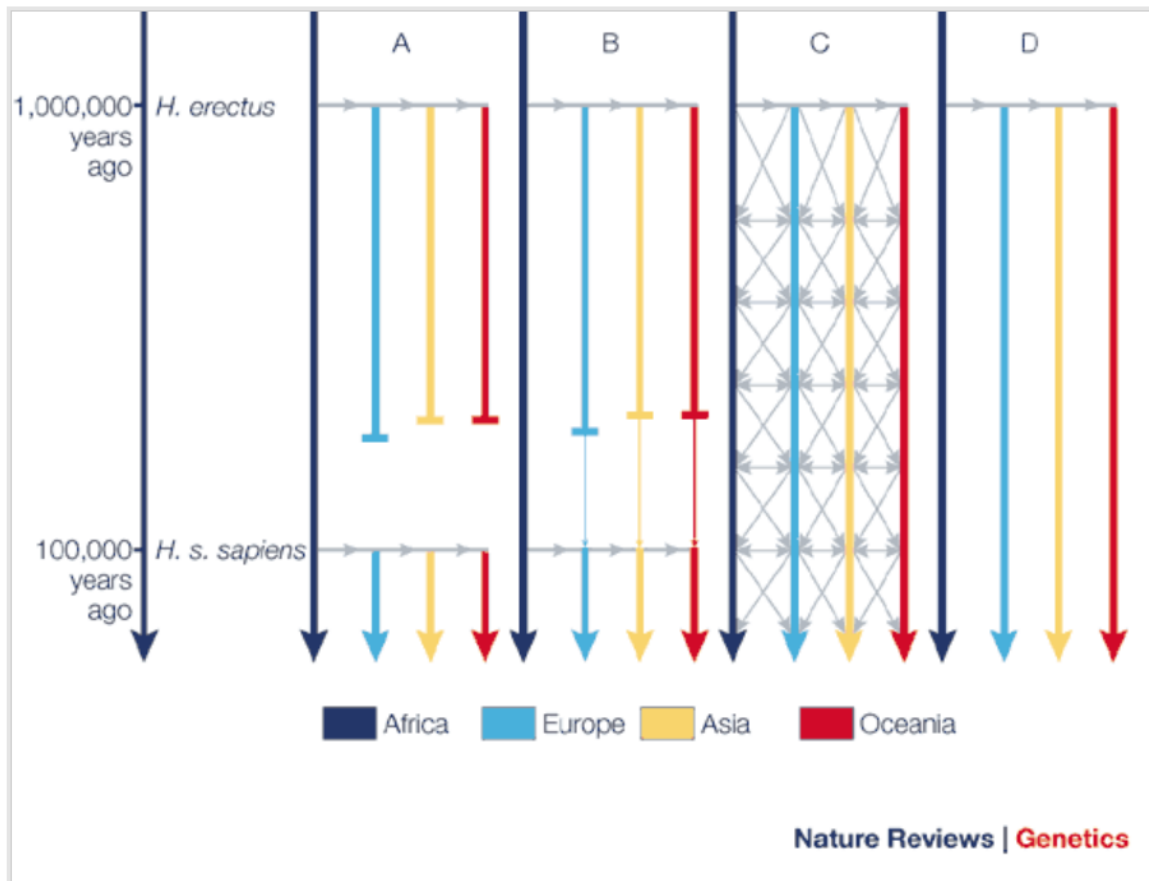 A B C D
1,000,000 H. erectus
years
ago
100,000 H. s. sapiens
years
ago
Africa Europe Asia Oceania
Nature Reviews | Genetics